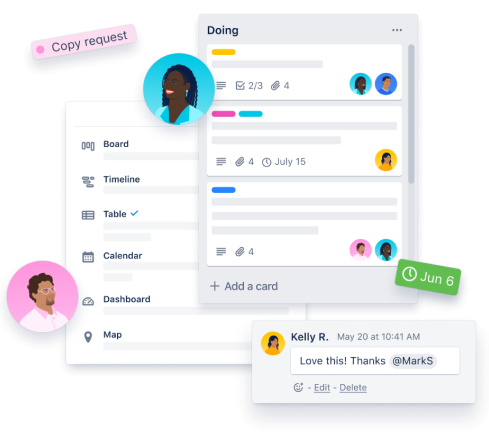 Copy request
Doing
2/3
4
4
July 15
4
+ Add a card
Board
Timeline
Table
Calendar
Dashboard
Map
Jun 6
Kelly R. May 20 at 10:41 AM
Love this! Thanks @MarkS
- Edit - Delete